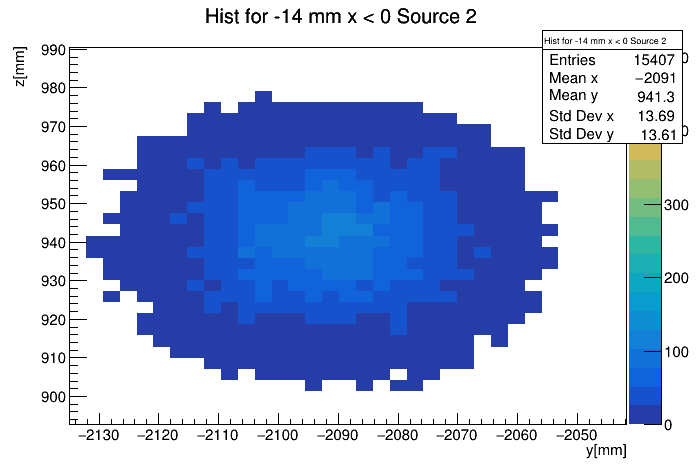 Hist for -14 mm x < 0 Source 2
Hist for -14 mm x < 0 Source 2
Entries 15407
Mean x −2091
Mean y 941.3
Std Dev x 13.69
Std Dev y 13.61
z[mm]
990
980
970
960
950
940
930
920
910
900
0
300
200
100
0
−2130 −2120 −2110 −2100 −2090 −2080 −2070 −2060 −2050
y[mm]